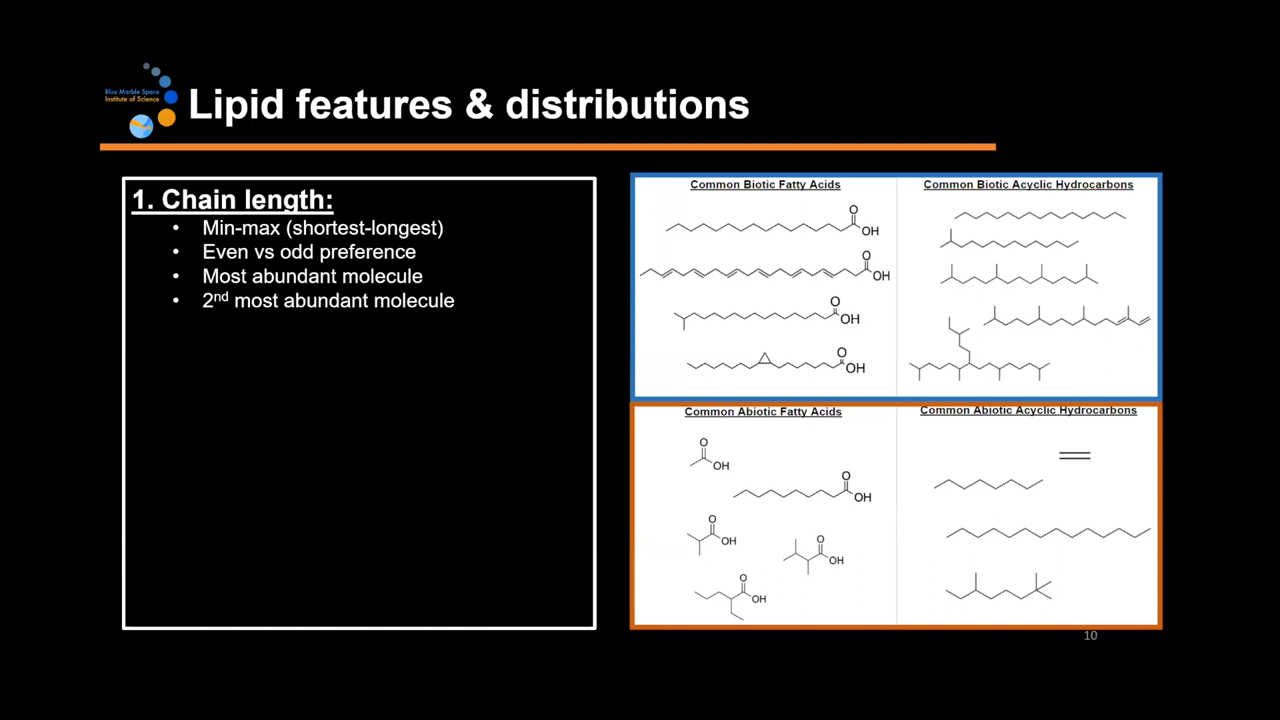 Blue Marble Space
Institute of Science
Lipid features & distributions
1. Chain length:
• Min-max (shortest-longest)
• Even vs odd preference
• Most abundant molecule
• 2nd most abundant molecule
Common Biotic Fatty Acids
O
OH
O
OH
O
OH
O
OH
Common Biotic Acyclic Hydrocarbons
Common Abiotic Fatty Acids
O
OH
O
OH
O
OH
O
OH
O
OH
Common Abiotic Acyclic Hydrocarbons
10